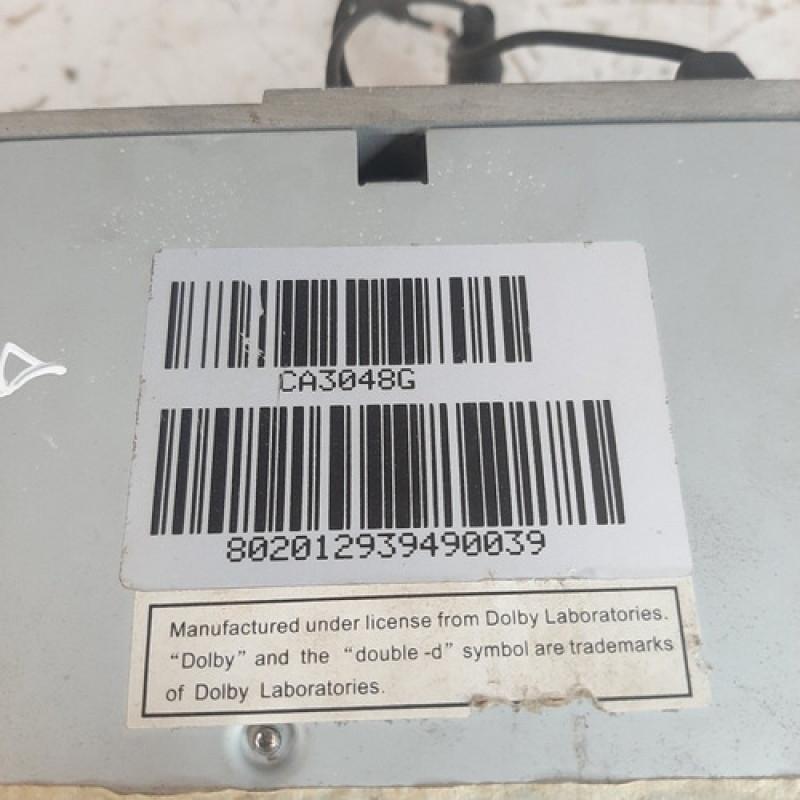 CA3048G
802012939490039
Manufactured under license from Dolby Laboratories.
“Dolby” and the “double -d” symbol are trademarks
of Dolby Laboratories.